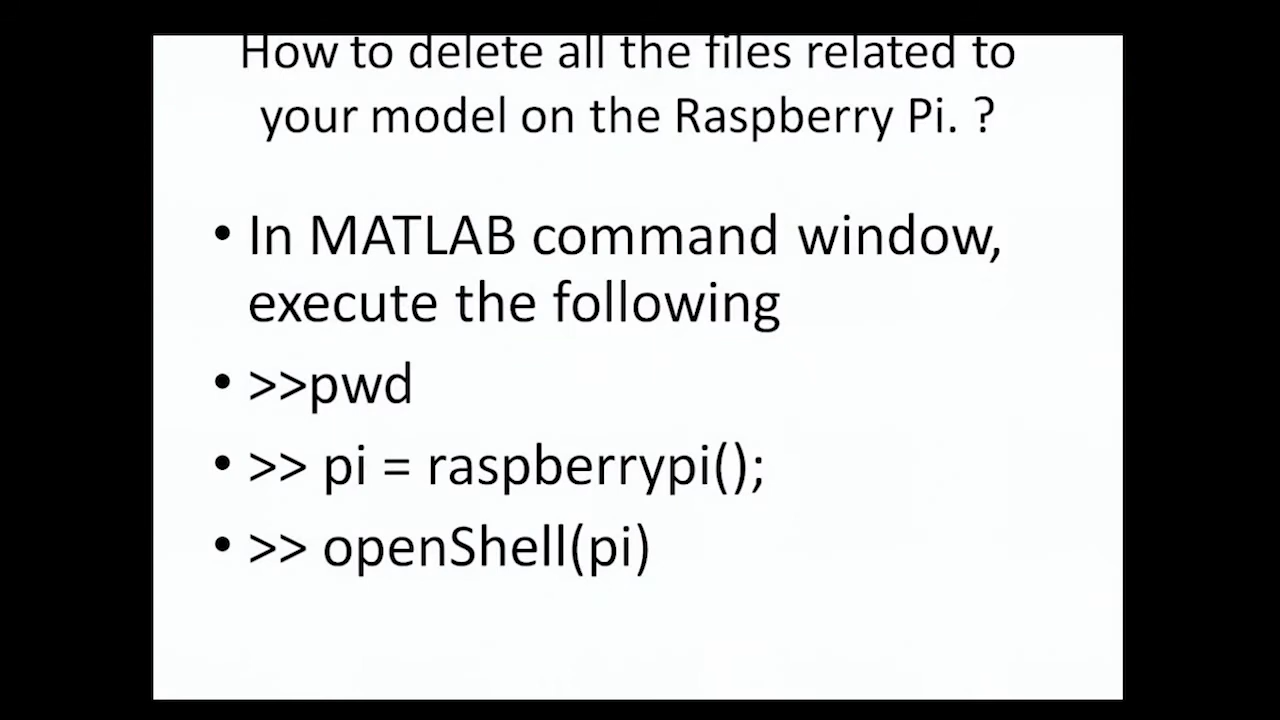 How to delete all the files related to
your model on the Raspberry Pi. ?
• In MATLAB command window,
execute the following
• >>pwd
• >> pi = raspberrypi();
• >> openShell(pi)